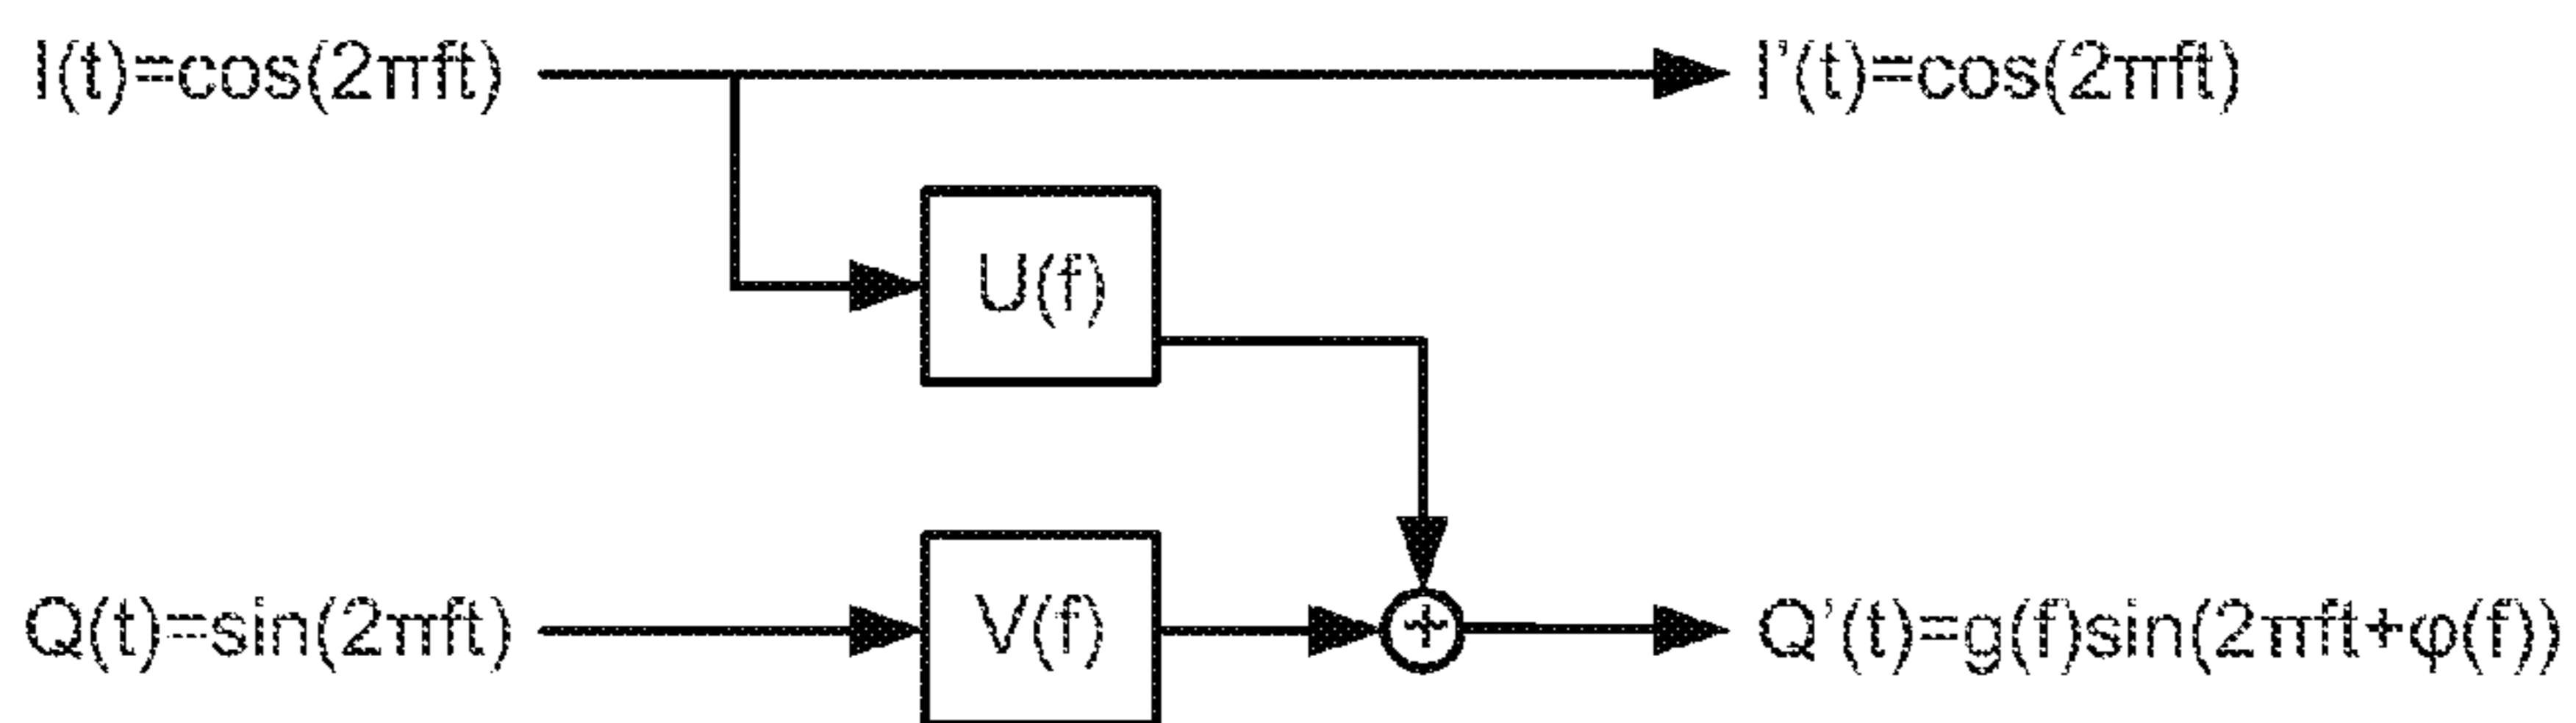 I(t)=cos(2πft)
I'(t)=cos(2πft)
U(f)
Q(t)=sin(2πft)
V(f)
+
Q'(t)=g(f)sin(2πft+φ(f))